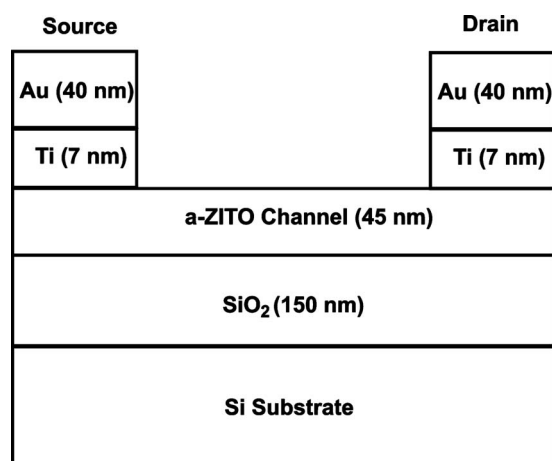 Source Drain
Au (40 nm) Au (40 nm)
Ti (7 nm) Ti (7 nm)
a-ZITO Channel (45 nm)
SiO₂ (150 nm)
Si Substrate